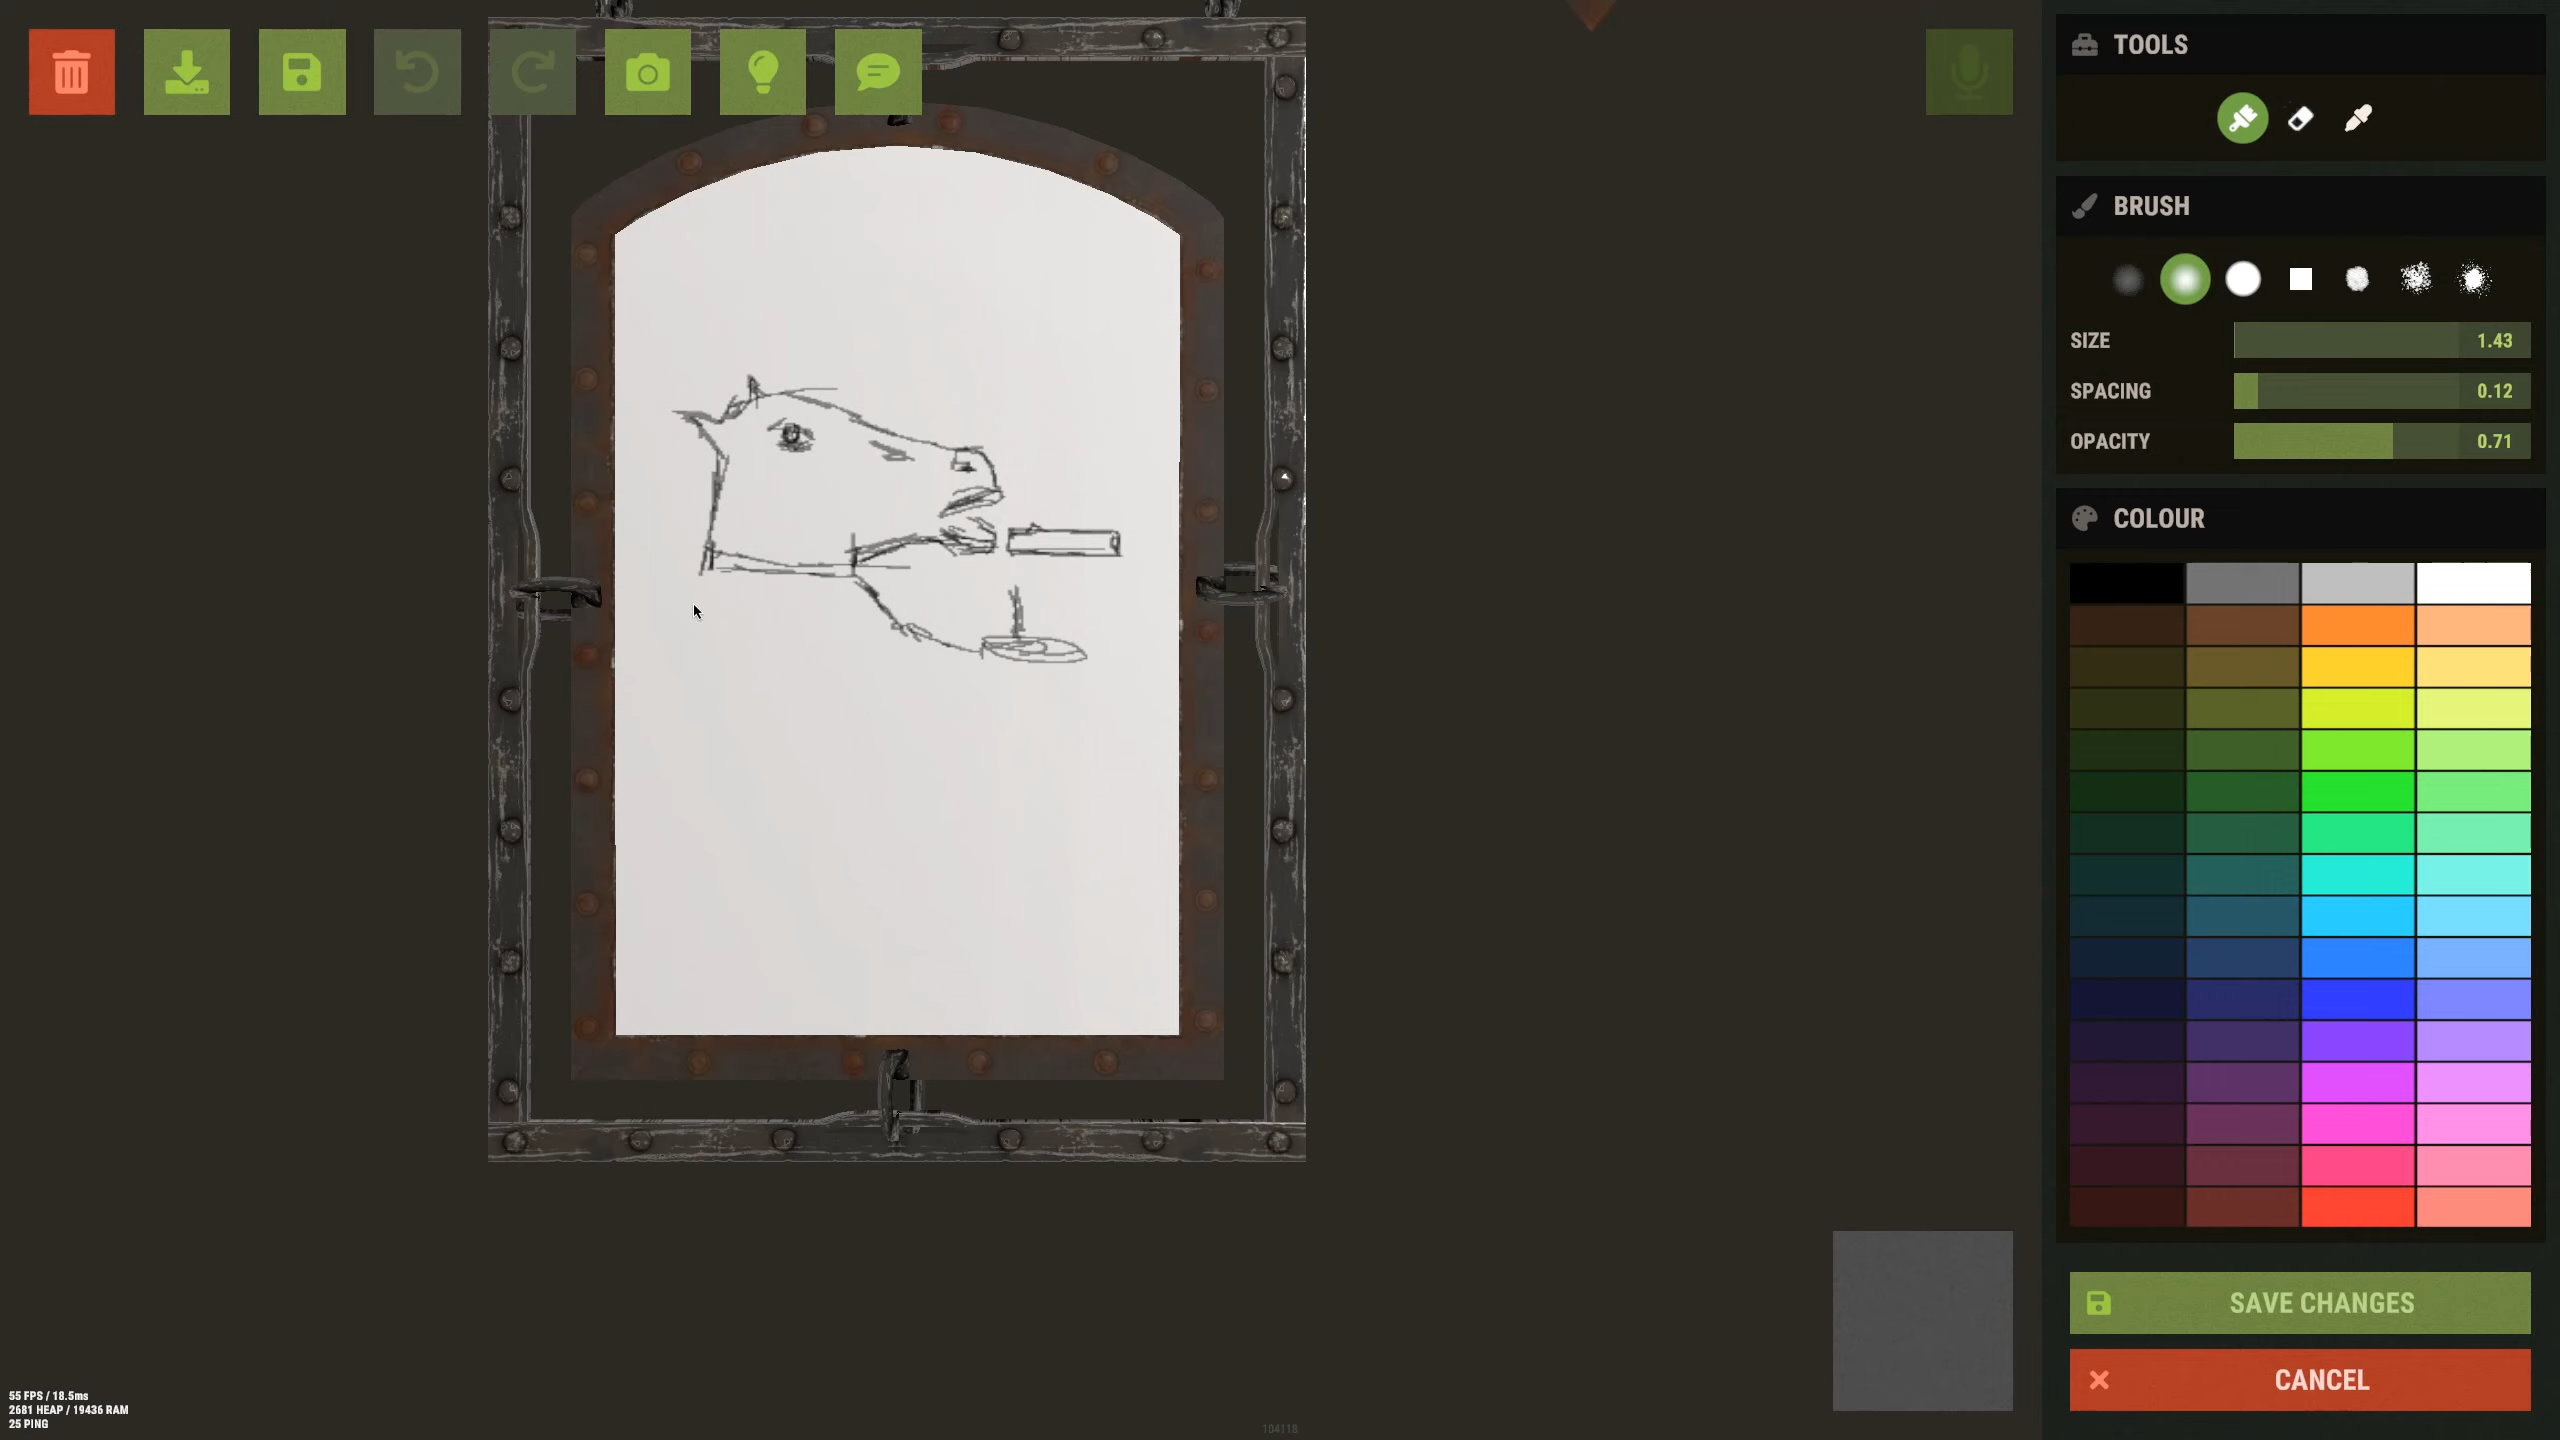 TOOLS
BRUSH
SIZE 1.43
SPACING 0.12
OPACITY 0.71
COLOUR
SAVE CHANGES
CANCEL
55 FPS / 18.5ms
2681 HEAP / 19436 RAM
25 PING
104118